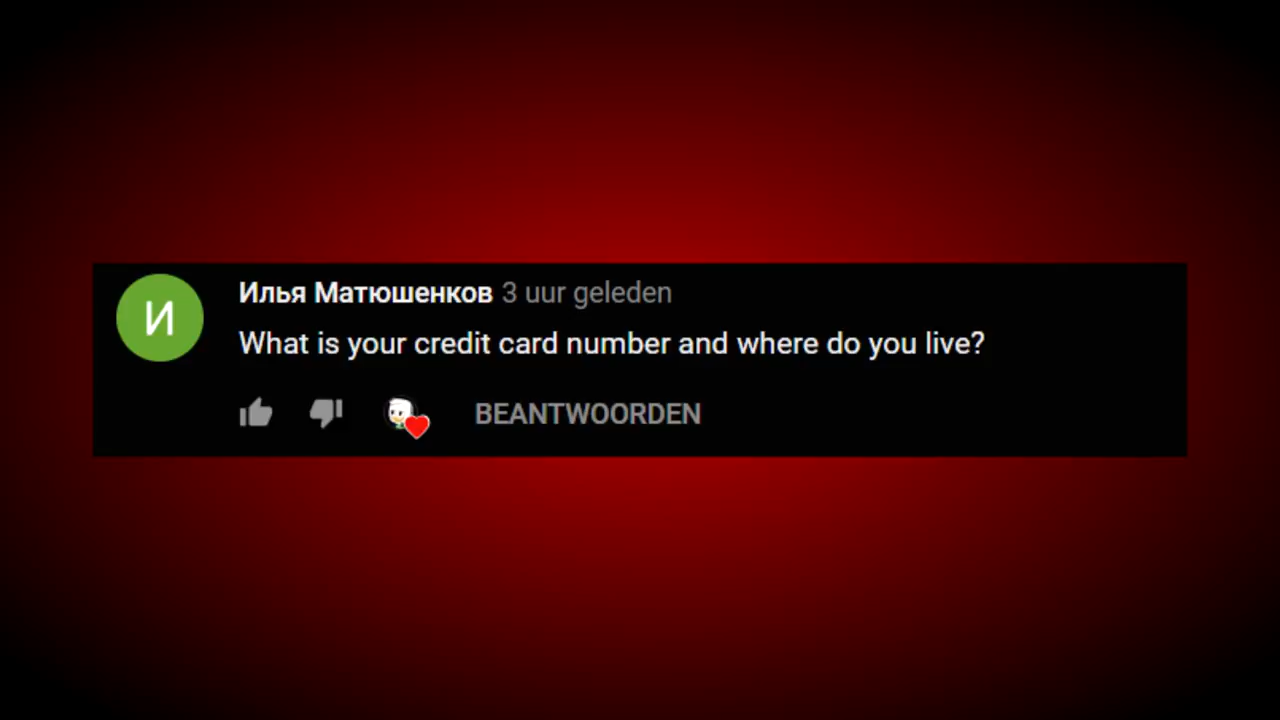 И
Илья Матюшенков 3 uur geleden
What is your credit card number and where do you live?
BEANTWOORDEN